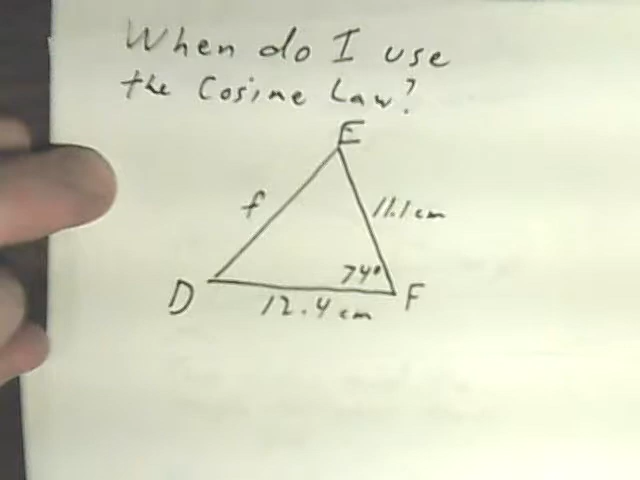 When do I use
the Cosine Law?
E
f
11.1 cm
74°
D
F
12.4 cm